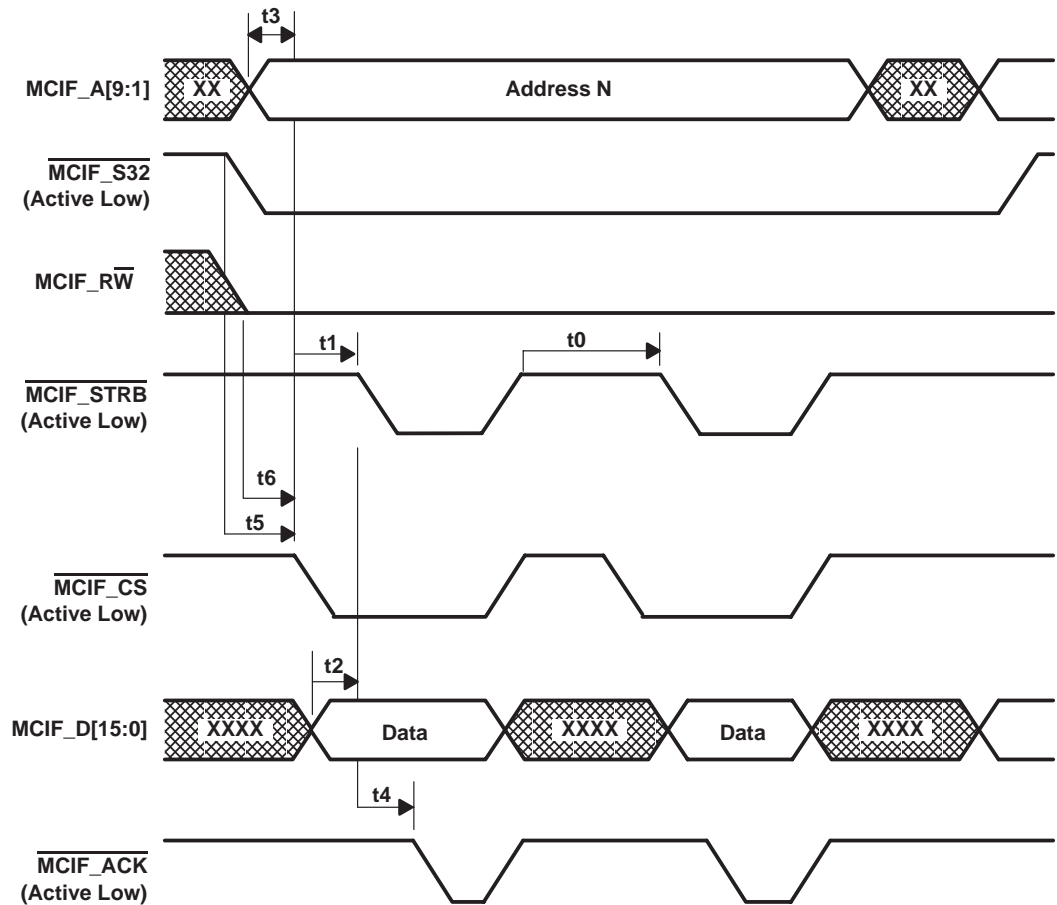 t3
MCIF_A[9:1] XX Address N XX
MCIF_S32
(Active Low)
MCIF_RW
t1 t0
MCIF_STRB
(Active Low)
t6
t5
MCIF_CS
(Active Low)
t2
MCIF_D[15:0] XXXX Data XXXX Data XXXX
t4
MCIF_ACK
(Active Low)